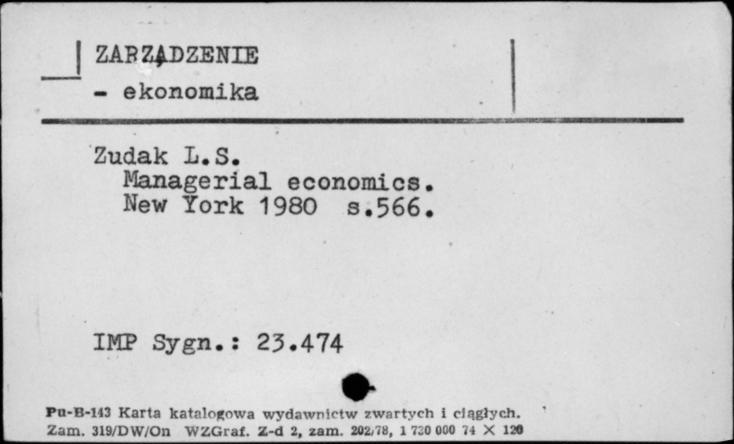 ZARZĄDZENIE
- ekonomika
Zudak L.S.
Managerial economics.
New York 1980 s.566.
IMP Sygn.: 23.474
Pu-B-143 Karta katalogowa wydawnictw zwartych i ciągłych.
Zam. 319/DW/On WZGraf. Z-d 2, zam. 202/78, 1 730 000 74 X 120